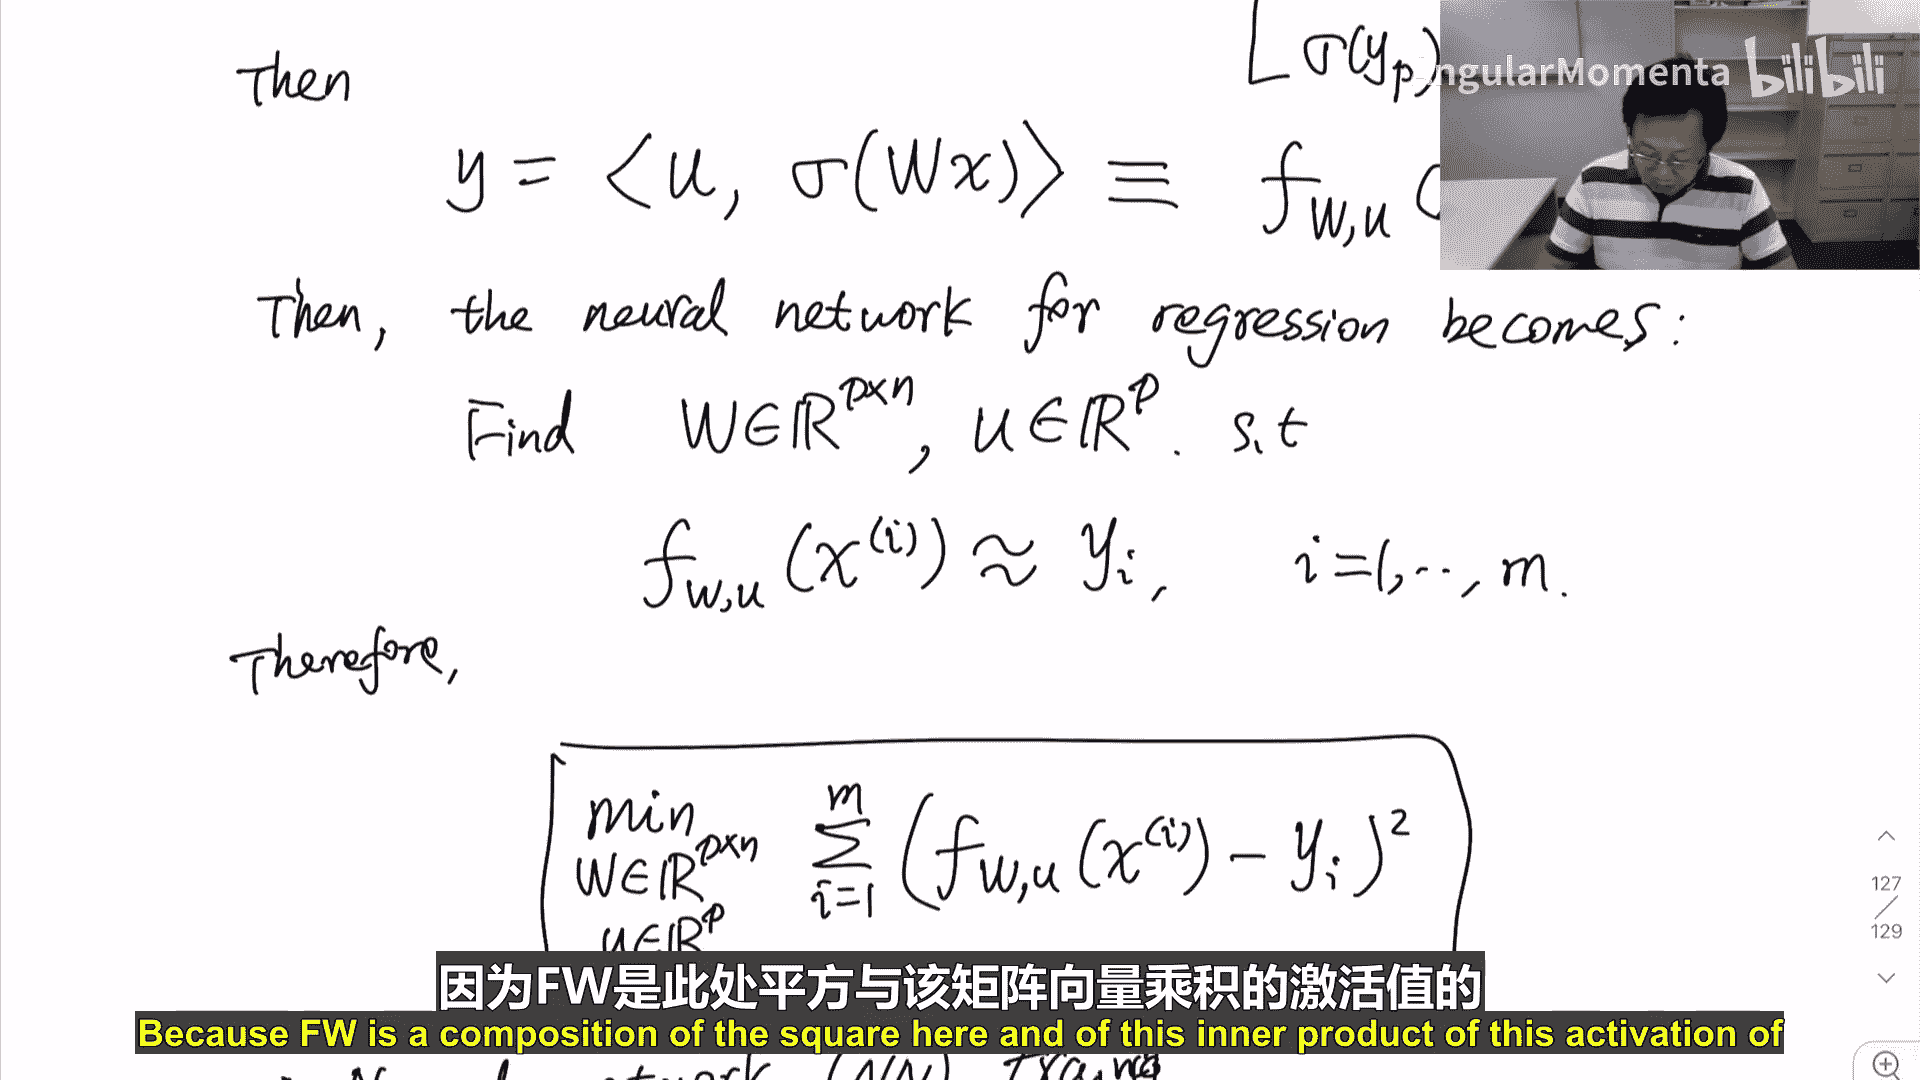 [σ(y_p)
ngularMomenta bilibili
Then
y = <u, σ(Wx)> ≡ f_{W,u} (
Then, the neural network for regression becomes:
Find W∈ℝ^{p×n}, u∈ℝ^p. s.t
f_{W,u}(x^{(i)}) ≈ y_i, i=1,..., m.
Therefore,
min_{W∈ℝ^{p×n}, u∈ℝ^p} ∑_{i=1}^{m} (f_{W,u}(x^{(i)}) - y_i)^2
127
/
129
因为FW是此处平方与该矩阵向量乘积的激活值的
Because FW is a composition of the square here and of this inner product of this activation of
network (NN)